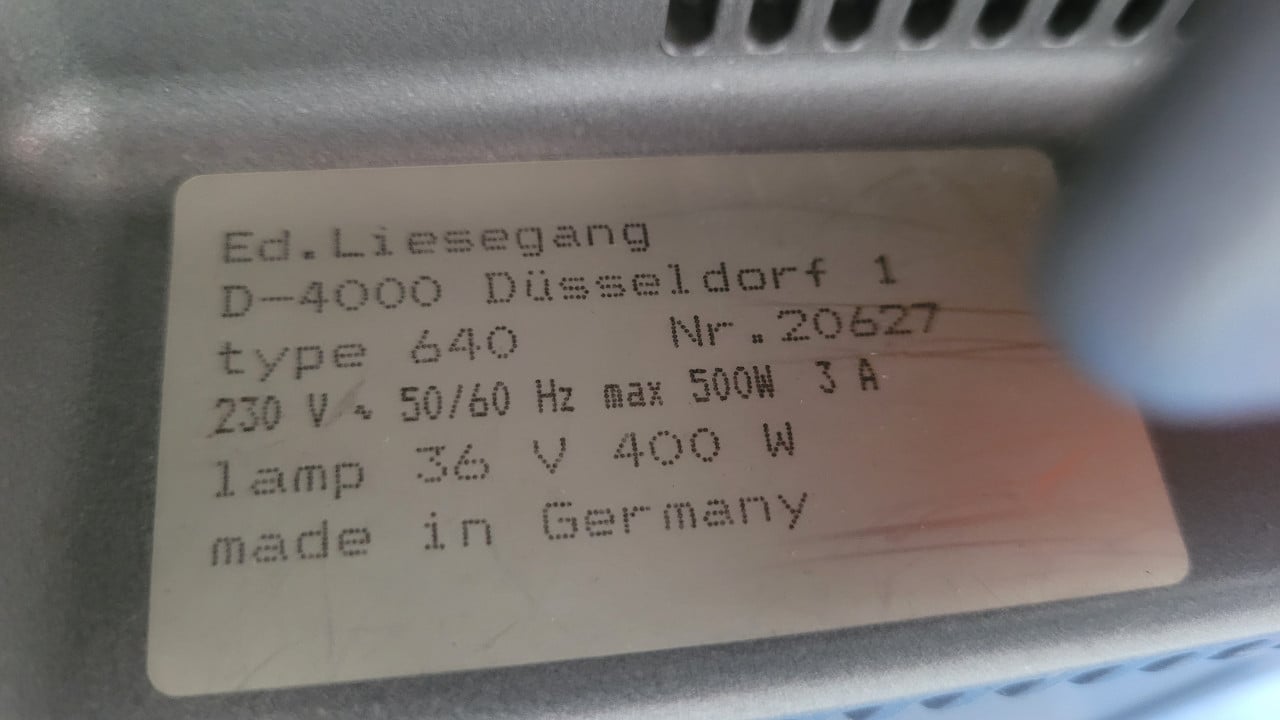 Ed.Liesegang
D-4000 Düsseldorf 1
type 640 Nr.20627
230 V ~ 50/60 Hz max 500W 3 A
lamp 36 V 400 W
made in Germany